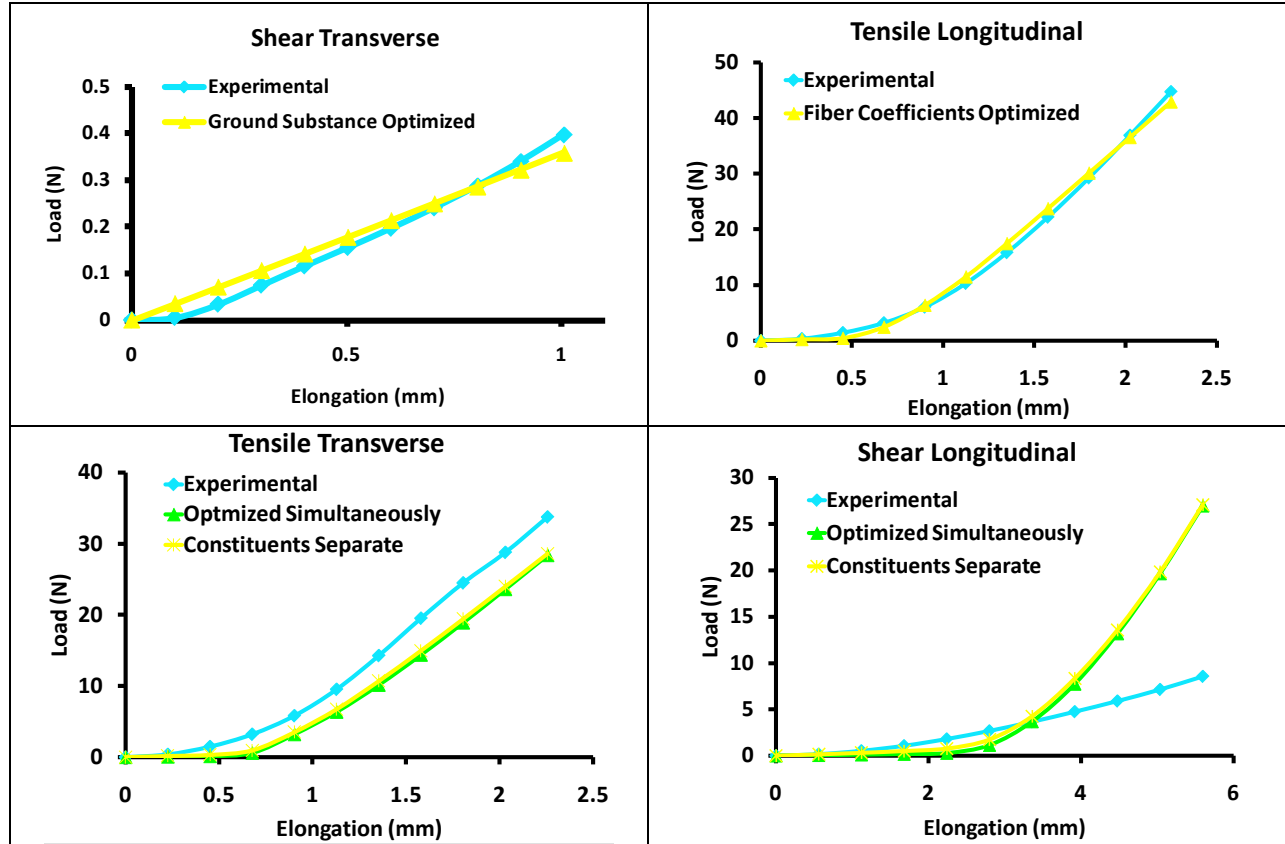 Shear Transverse
Experimental
Ground Substance Optimized
Load (N)
0.5
0.4
0.3
0.2
0.1
0
0 0.5 1
Elongation (mm)
Tensile Longitudinal
Experimental
Fiber Coefficients Optimized
Load (N)
50
40
30
20
10
0
0 0.5 1 1.5 2 2.5
Elongation (mm)
Tensile Transverse
Experimental
Optmized Simultaneously
Constituents Separate
Load (N)
40
30
20
10
0
0 0.5 1 1.5 2 2.5
Elongation (mm)
Shear Longitudinal
Experimental
Optimized Simultaneously
Constituents Separate
Load (N)
30
25
20
15
10
5
0
0 2 4 6
Elongation (mm)